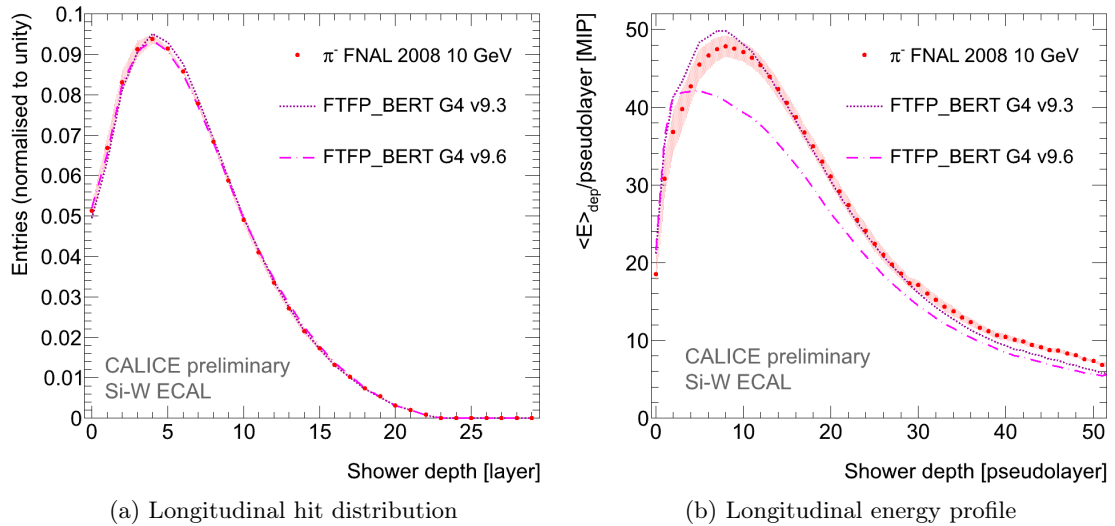 Entries (normalised to unity)
0.1
0.09
0.08
0.07
0.06
0.05
0.04
0.03
0.02
0.01
0
π⁻ FNAL 2008 10 GeV
FTFP_BERT G4 v9.3
FTFP_BERT G4 v9.6
CALICE preliminary
Si-W ECAL
0 5 10 15 20 25
Shower depth [layer]
(a) Longitudinal hit distribution
<E>dep/pseudolayer [MIP]
50
40
30
20
10
0
π⁻ FNAL 2008 10 GeV
FTFP_BERT G4 v9.3
FTFP_BERT G4 v9.6
CALICE preliminary
Si-W ECAL
0 10 20 30 40 50
Shower depth [pseudolayer]
(b) Longitudinal energy profile